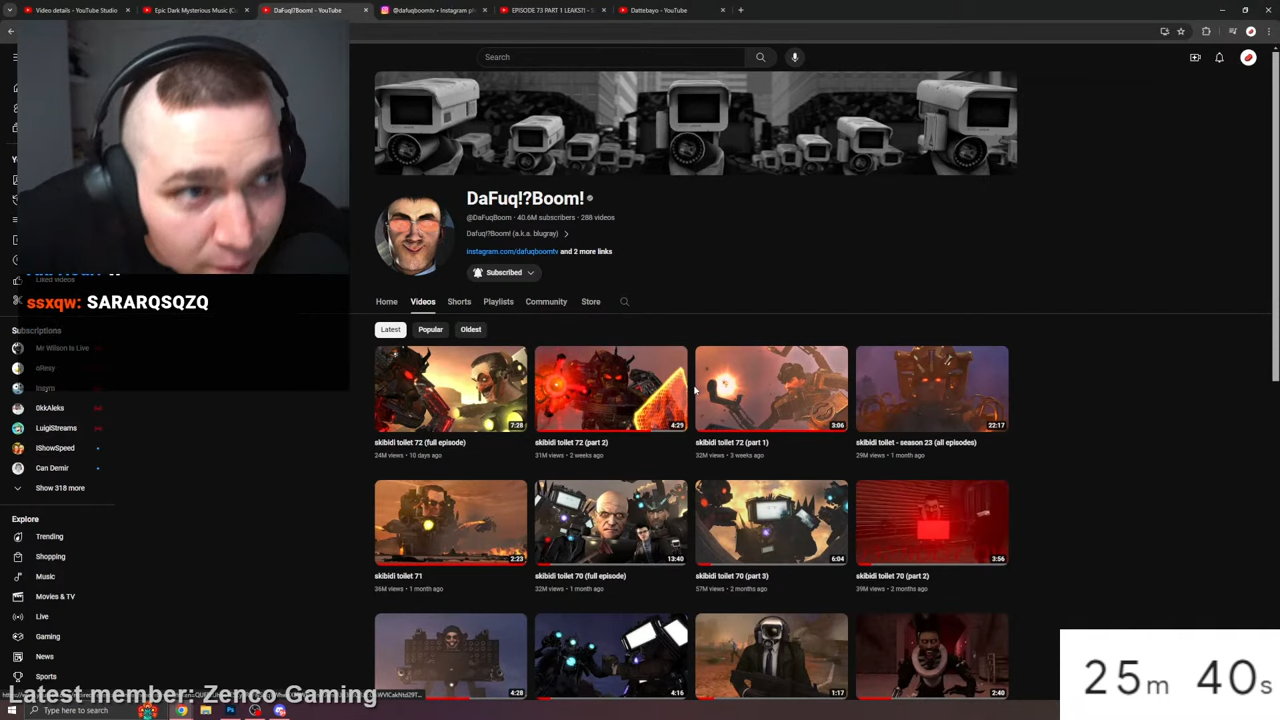 Video details - YouTube Studio
Epic Dark Mysterious Music (Co
DaFuq!?Boom! - YouTube
@dafuqboomtv • Instagram ph
EPISODE 73 PART 1 LEAKS?! - S
Dattebayo - YouTube
Search
DaFuq!?Boom!
@DaFuqBoom · 40.6M subscribers · 288 videos
Dafuq!?Boom! (a.k.a. blugray)
instagram.com/dafuqboomtv and 2 more links
Subscribed
Liked videos
ssxqw: SARARQSQZQ
Home
Videos
Shorts
Playlists
Community
Store
Latest
Popular
Oldest
Subscriptions
Mr Wilson Is Live
oRexy
Insym
0kkAleks
LuigiStreams
IShowSpeed
Can Demir
Show 318 more
7:28
4:29
3:06
22:17
skibidi toilet 72 (full episode)
skibidi toilet 72 (part 2)
skibidi toilet 72 (part 1)
skibidi toilet - season 23 (all episodes)
24M views • 10 days ago
31M views • 2 weeks ago
32M views • 3 weeks ago
29M views • 1 month ago
Explore
Trending
Shopping
Music
Movies & TV
Live
Gaming
News
Sports
2:23
13:40
6:04
3:56
skibidi toilet 71
skibidi toilet 70 (full episode)
skibidi toilet 70 (part 3)
skibidi toilet 70 (part 2)
36M views • 1 month ago
32M views • 1 month ago
57M views • 2 months ago
39M views • 2 months ago
4:28
4:16
1:17
2:40
Latest member: Zenco Gaming
25m 40s
Type here to search